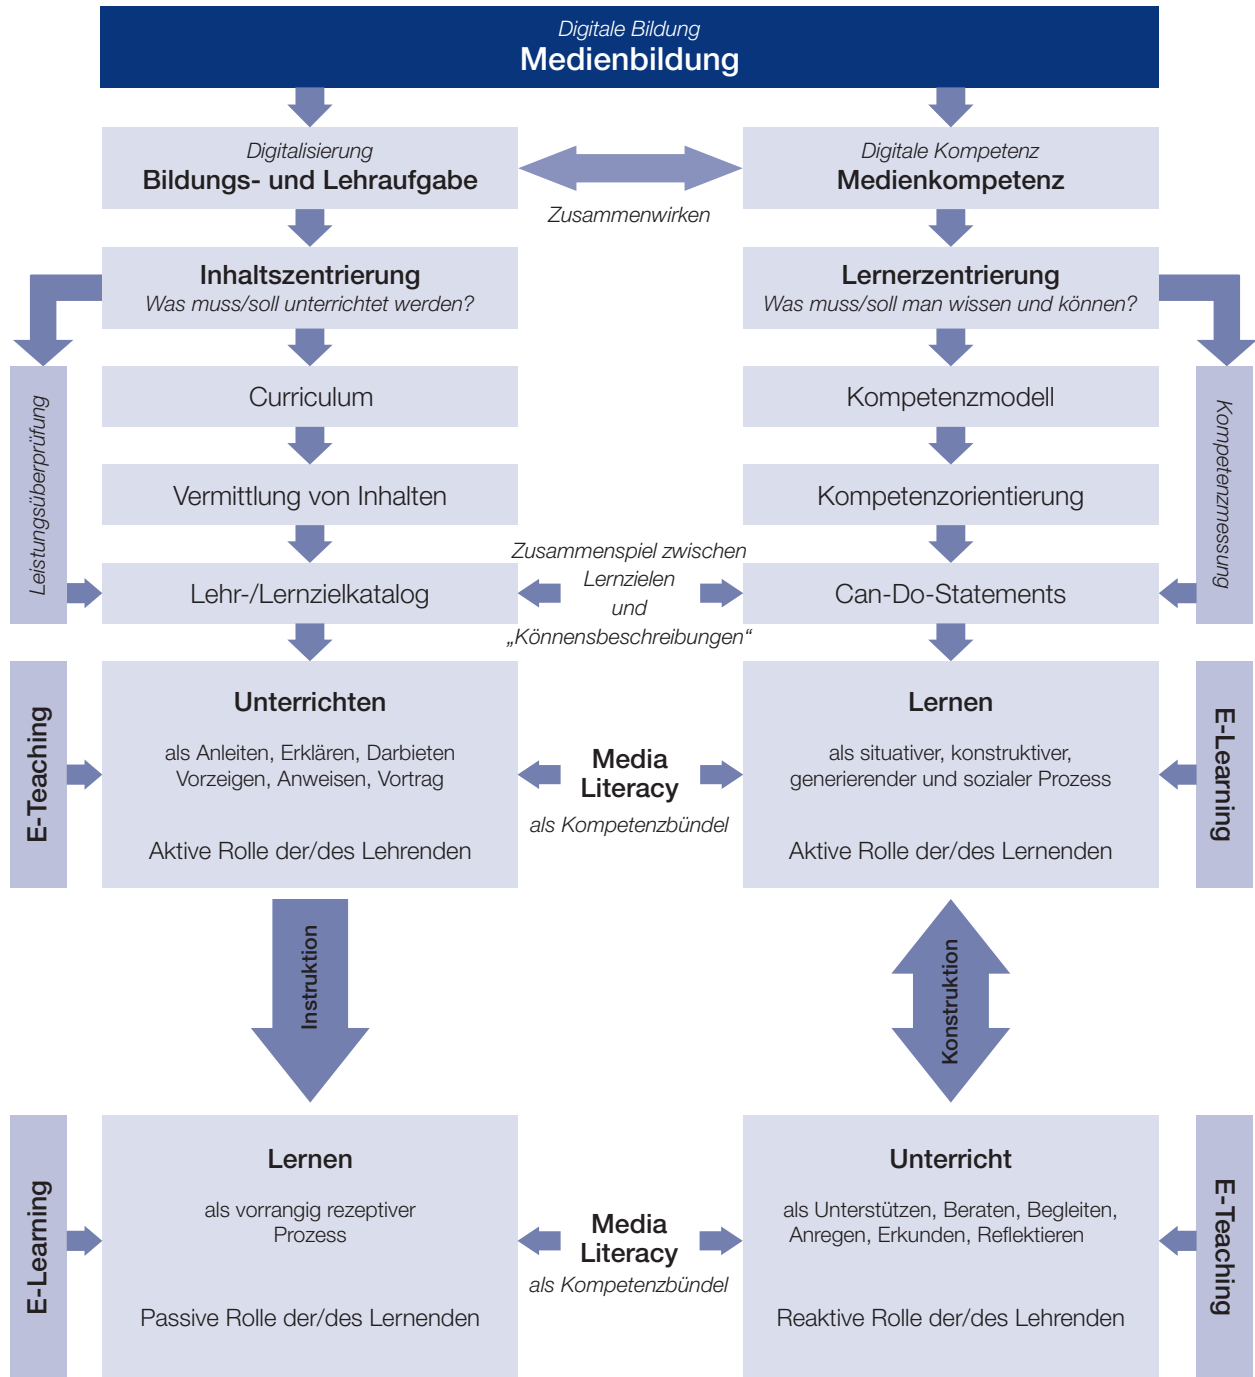 Digitale Bildung
Medienbildung
Digitalisierung
Bildungs- und Lehraufgabe
Zusammenwirken
Digitale Kompetenz
Medienkompetenz
Inhaltszentrierung
Was muss/soll unterrichtet werden?
Lernerzentrierung
Was muss/soll man wissen und können?
Leistungsüberprüfung
Curriculum
Kompetenzmodell
Kompetenzmessung
Vermittlung von Inhalten
Kompetenzorientierung
Lehr-/Lernzielkatalog
Zusammenspiel zwischen
Lernzielen
und
„Könnensbeschreibungen“
Can-Do-Statements
E-Teaching
Unterrichten
als Anleiten, Erklären, Darbieten
Vorzeigen, Anweisen, Vortrag
Aktive Rolle der/des Lehrenden
Media
Literacy
als Kompetenzbündel
Lernen
als situativer, konstruktiver,
generierender und sozialer Prozess
Aktive Rolle der/des Lernenden
E-Learning
Instruktion
Konstruktion
E-Learning
Lernen
als vorrangig rezeptiver
Prozess
Passive Rolle der/des Lernenden
Media
Literacy
als Kompetenzbündel
Unterricht
als Unterstützen, Beraten, Begleiten,
Anregen, Erkunden, Reflektieren
Reaktive Rolle der/des Lehrenden
E-Teaching